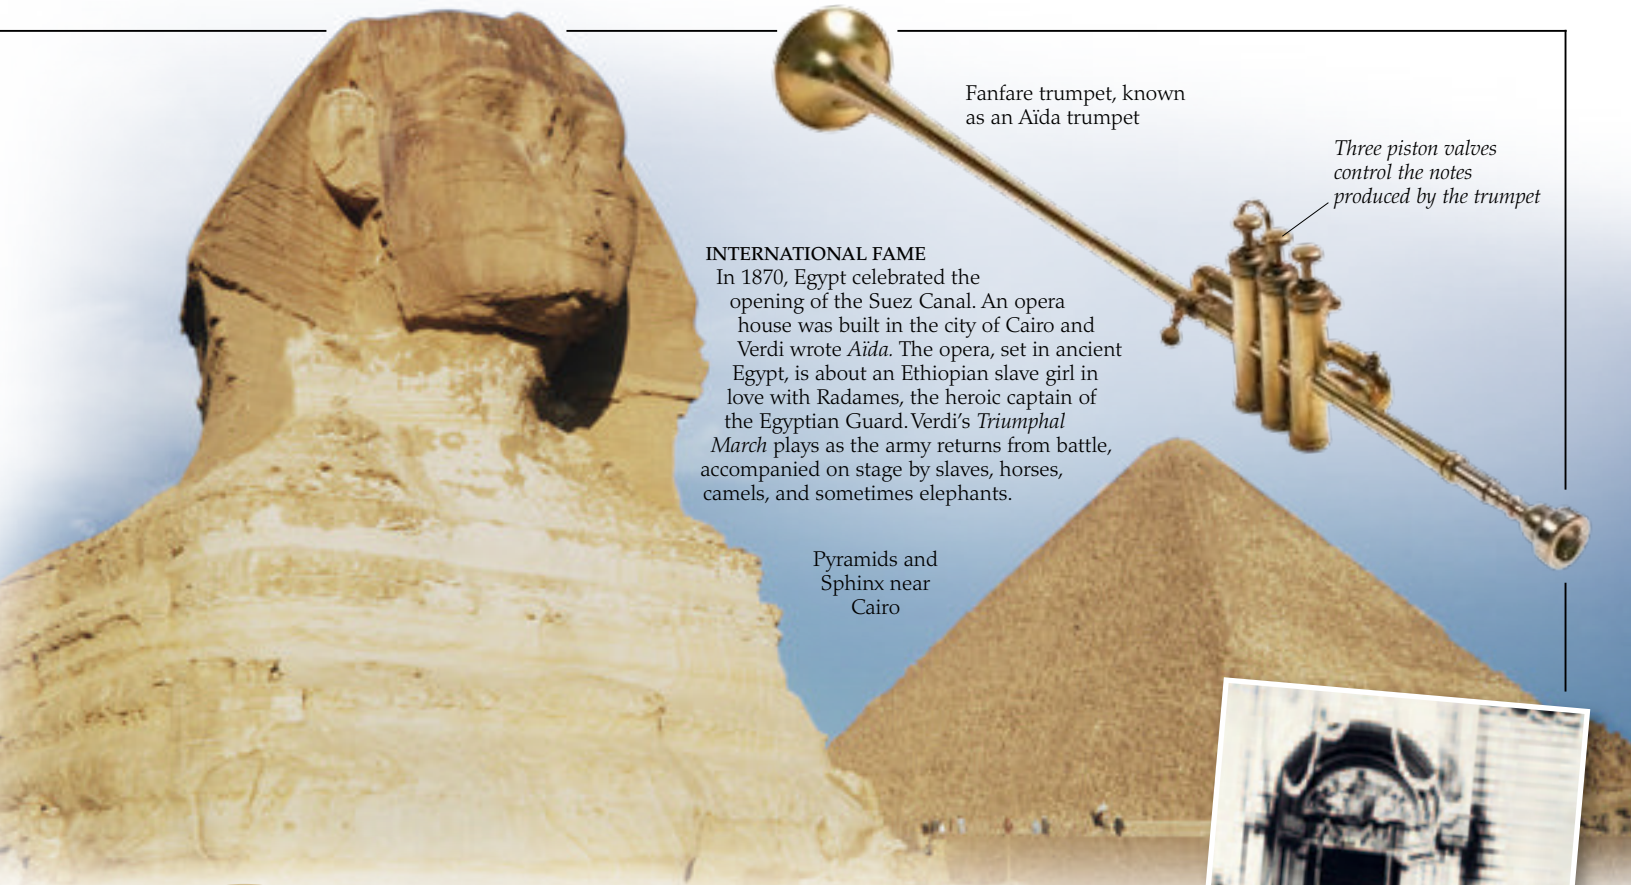 Fanfare trumpet, known
as an Aïda trumpet
Three piston valves
control the notes
produced by the trumpet
INTERNATIONAL FAME
In 1870, Egypt celebrated the
opening of the Suez Canal. An opera
house was built in the city of Cairo and
Verdi wrote Aïda. The opera, set in ancient
Egypt, is about an Ethiopian slave girl in
love with Radames, the heroic captain of
the Egyptian Guard. Verdi’s Triumphal
March plays as the army returns from battle,
accompanied on stage by slaves, horses,
camels, and sometimes elephants.
Pyramids and
Sphinx near
Cairo